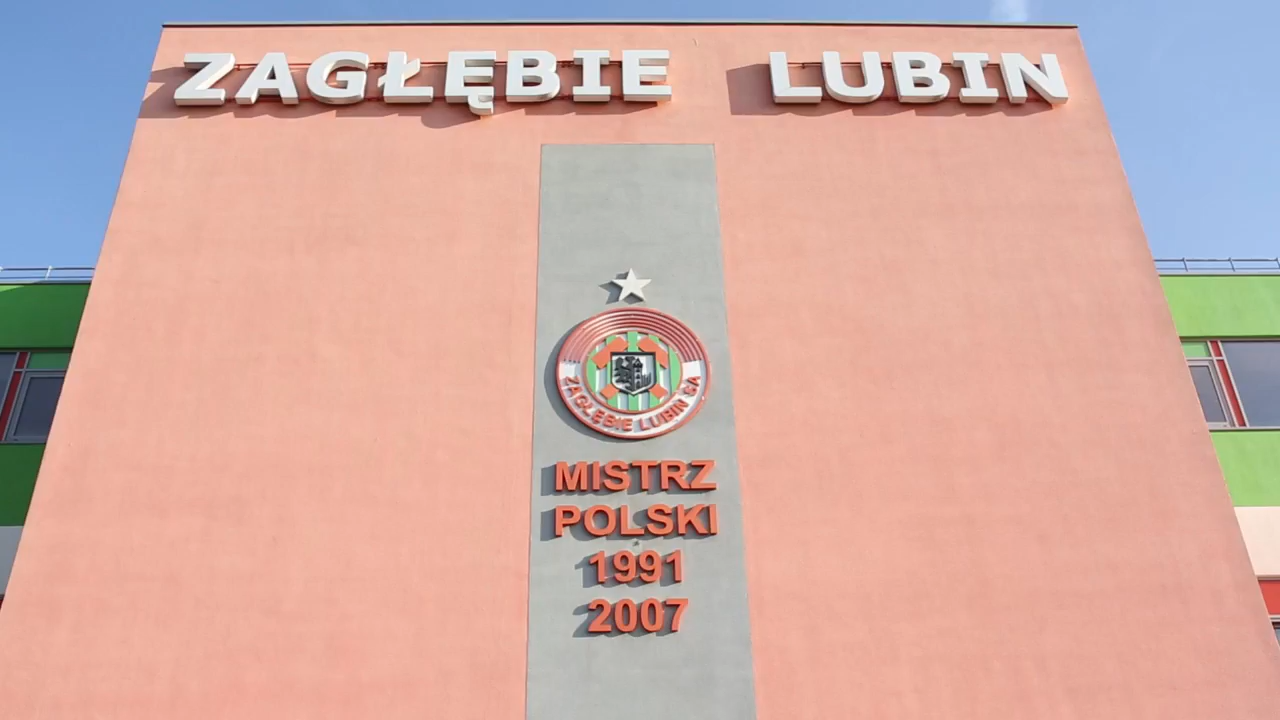 ZAGŁĘBIE LUBIN
ZAGŁĘBIE LUBIN SA
MISTRZ
POLSKI
1991
2007